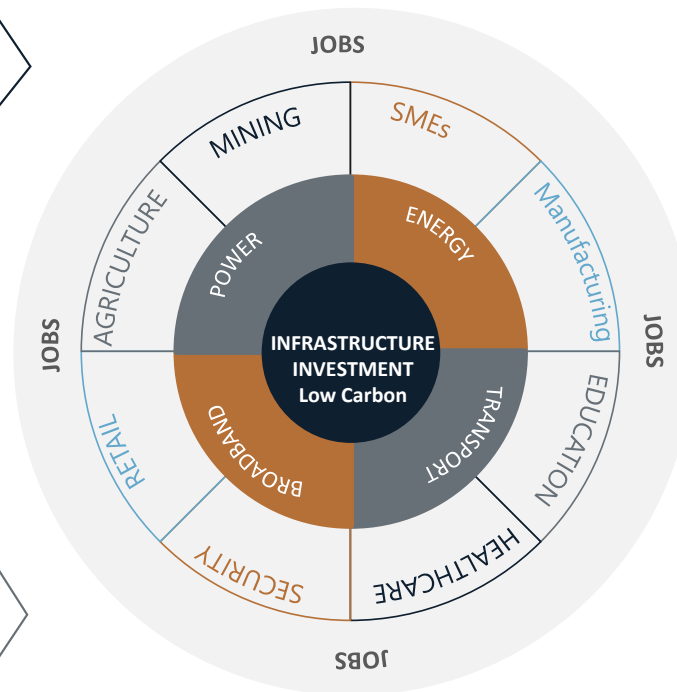 JOBS
MINING
SMEs
AGRICULTURE
Manufacturing
POWER
ENERGY
JOBS
INFRASTRUCTURE
INVESTMENT
Low Carbon
JOBS
RETAIL
BROADBAND
TRANSPORT
EDUCATION
SECURITY
HEALTHCARE
JOBS